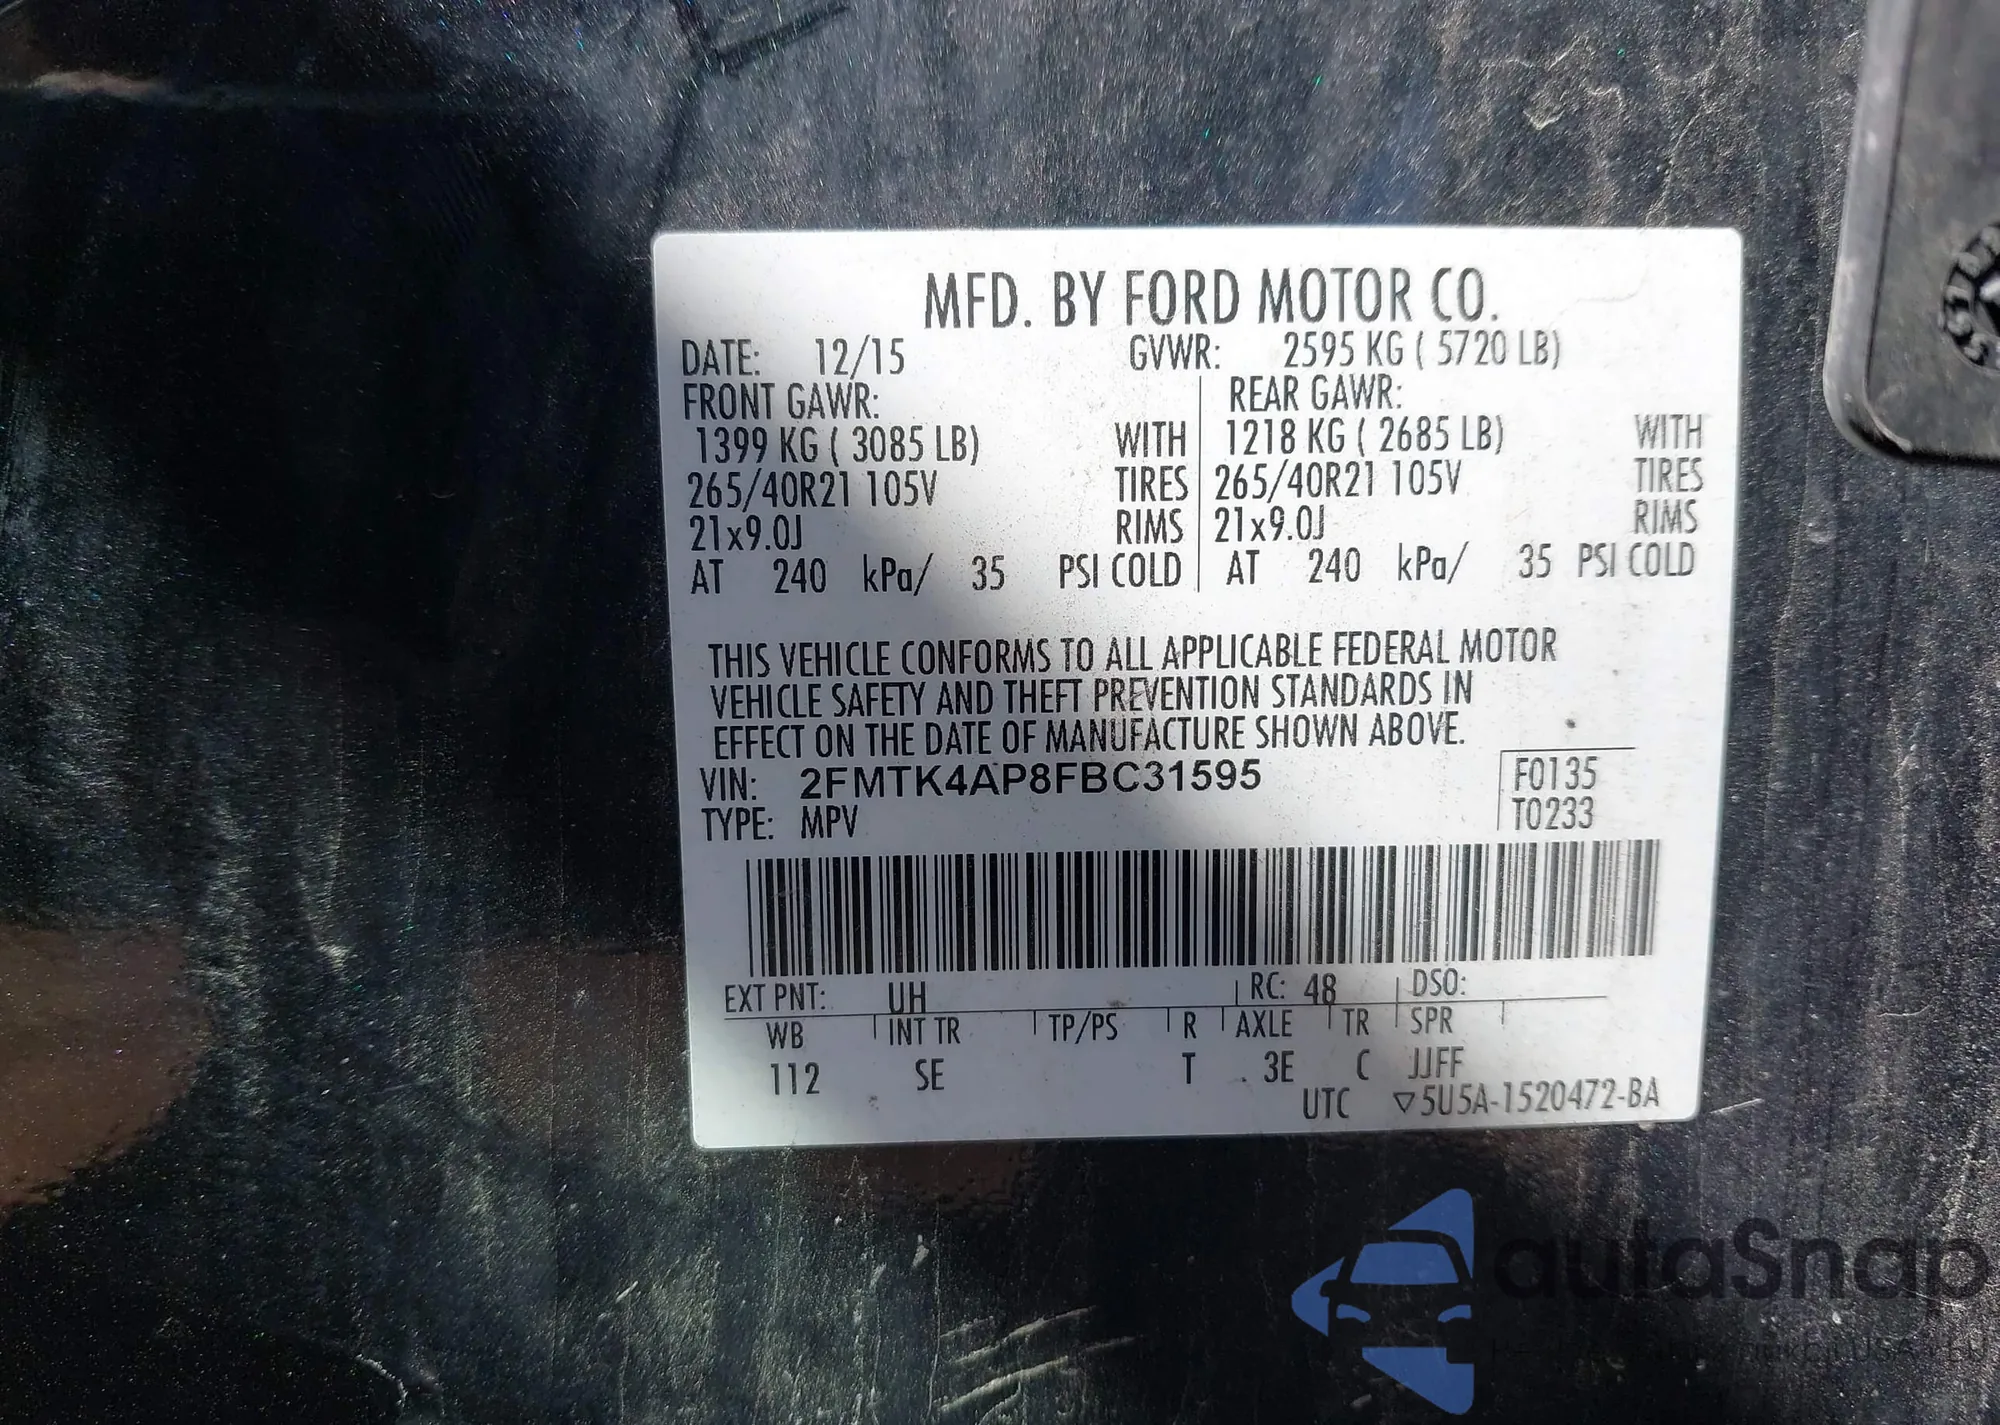 MFD. BY FORD MOTOR CO.
DATE: 12/15 GVWR: 2595 KG ( 5720 LB)
FRONT GAWR: REAR GAWR:
1399 KG ( 3085 LB) WITH 1218 KG ( 2685 LB) WITH
265/40R21 105V TIRES 265/40R21 105V TIRES
21x9.0J RIMS 21x9.0J RIMS
AT 240 kPa/ 35 PSI COLD AT 240 kPa/ 35 PSI COLD
THIS VEHICLE CONFORMS TO ALL APPLICABLE FEDERAL MOTOR
VEHICLE SAFETY AND THEFT PREVENTION STANDARDS IN
EFFECT ON THE DATE OF MANUFACTURE SHOWN ABOVE.
VIN: 2FMTK4AP8FBC31595 F0135
TYPE: MPV T0233
EXT PNT: UH RC: 48 DSO:
WB INT TR TP/PS R AXLE TR SPR
112 SE T 3E C JJFF
UTC ▽5U5A-1520472-BA
autoSnap